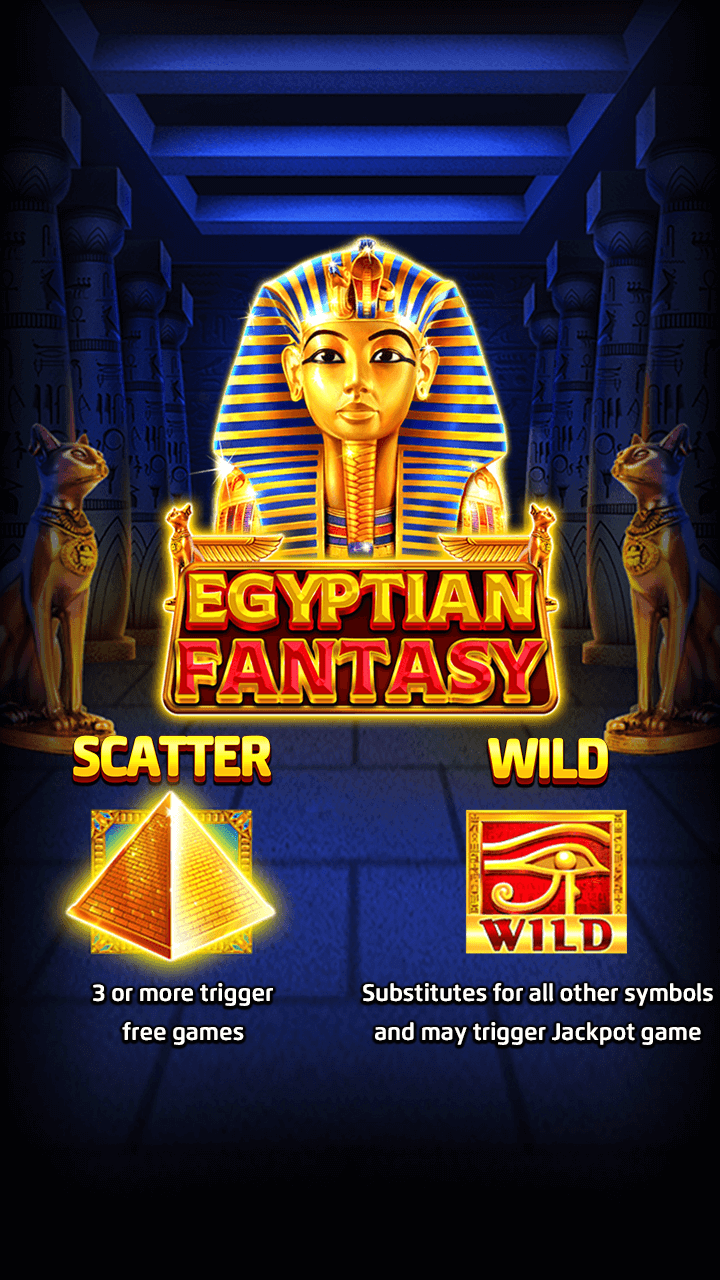 EGYPTIAN
FANTASY
SCATTER
WILD
WILD
3 or more trigger
free games
Substitutes for all other symbols
and may trigger Jackpot game